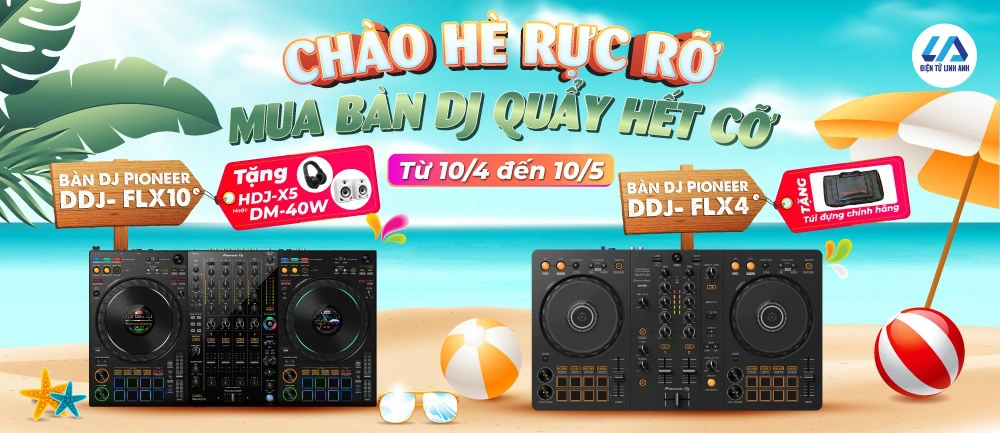 CHÀO HÈ RỰC RỠ
MUA BÀN DJ QUẨY HẾT CỠ
Từ 10/4 đến 10/5
ĐIỆN TỬ LINH ANH
BÀN DJ PIONEER
DDJ- FLX10
Tặng
HDJ-X5
Hoặc
DM-40W
BÀN DJ PIONEER
DDJ- FLX4
TẶNG
Túi đựng chính hãng